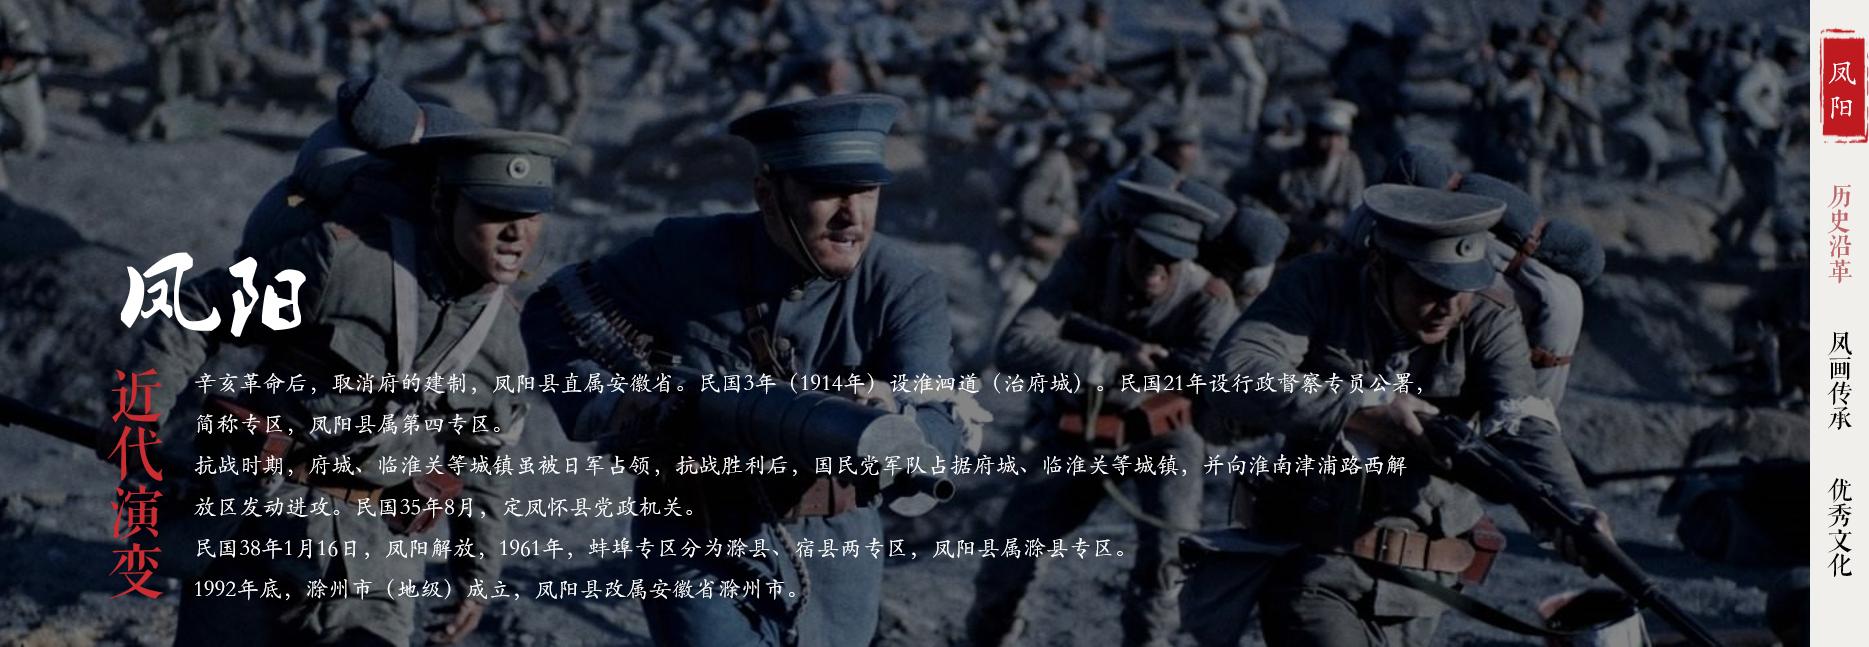 凤阳
近代演变
辛亥革命后，取消府的建制，凤阳县直属安徽省。民国3年（1914年）设淮泗道（治府城）。民国21年设行政督察专员公署，
简称专区，凤阳县属第四专区。
抗战时期，府城、临淮关等城镇虽被日军占领，抗战胜利后，国民党军队占据府城、临淮关等城镇，并向淮南津浦路西解
放区发动进攻。民国35年8月，定凤怀县党政机关。
民国38年1月16日，凤阳解放，1961年，蚌埠专区分为滁县、宿县两专区，凤阳县属滁县专区。
1992年底，滁州市（地级）成立，凤阳县改属安徽省滁州市。
凤阳
历史沿革
凤画传承
优秀文化